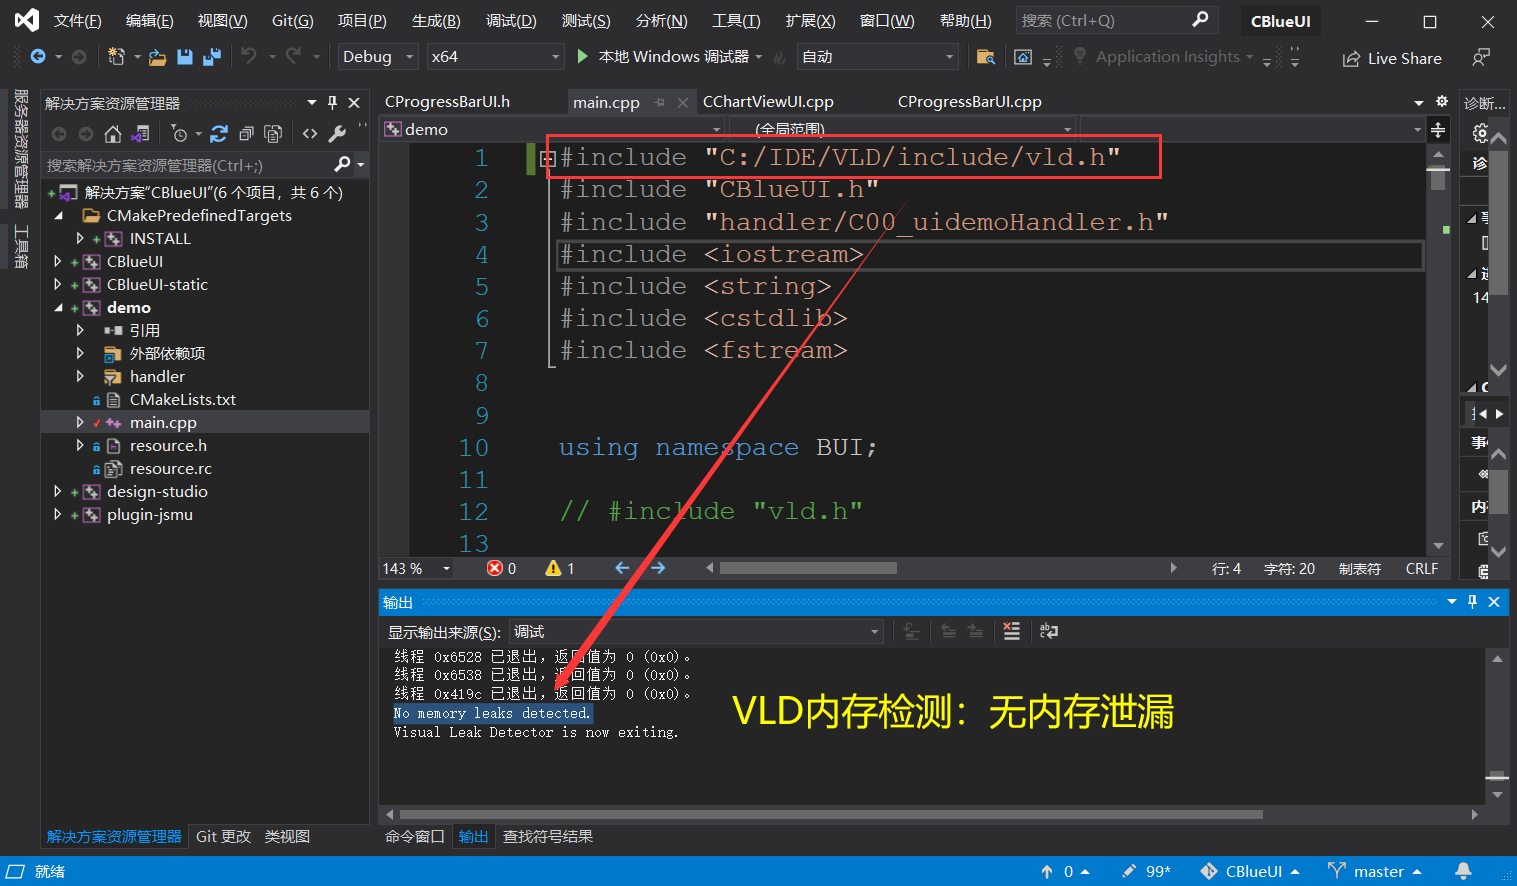 文件(F) 编辑(E) 视图(V) Git(G) 项目(P) 生成(B) 调试(D) 测试(S) 分析(N) 工具(T) 扩展(X) 窗口(W) 帮助(H) 搜索 (Ctrl+Q) CBlueUI
Debug x64 本地 Windows 调试器 自动 Application Insights Live Share
服务器资源管理器
工具箱
解决方案资源管理器
搜索解决方案资源管理器(Ctrl+;)
解决方案"CBlueUI"(6 个项目，共 6 个)
CMakePredefinedTargets
INSTALL
CBlueUI
CBlueUI-static
demo
引用
外部依赖项
handler
CMakeLists.txt
main.cpp
resource.h
resource.rc
design-studio
plugin-jsmu
解决方案资源管理器 Git 更改 类视图
CProgressBarUI.h main.cpp CChartViewUI.cpp CProgressBarUI.cpp
demo (全局范围)
1 #include "C:/IDE/VLD/include/vld.h"
2 #include "CBlueUI.h"
3 #include "handler/C00_uidemoHandler.h"
4 #include <iostream>
5 #include <string>
6 #include <cstdlib>
7 #include <fstream>
8
9
10 using namespace BUI;
11
12 // #include "vld.h"
13
143 % 0 1 行: 4 字符: 20 制表符 CRLF
输出
显示输出来源(S): 调试
线程 0x6528 已退出，返回值为 0 (0x0)。
线程 0x6538 已退出，返回值为 0 (0x0)。
线程 0x419c 已退出，返回值为 0 (0x0)。
No memory leaks detected.
Visual Leak Detector is now exiting.
VLD内存检测：无内存泄漏
命令窗口 输出 查找符号结果
诊断...
诊
14
内存
就绪 0 99* CBlueUI master